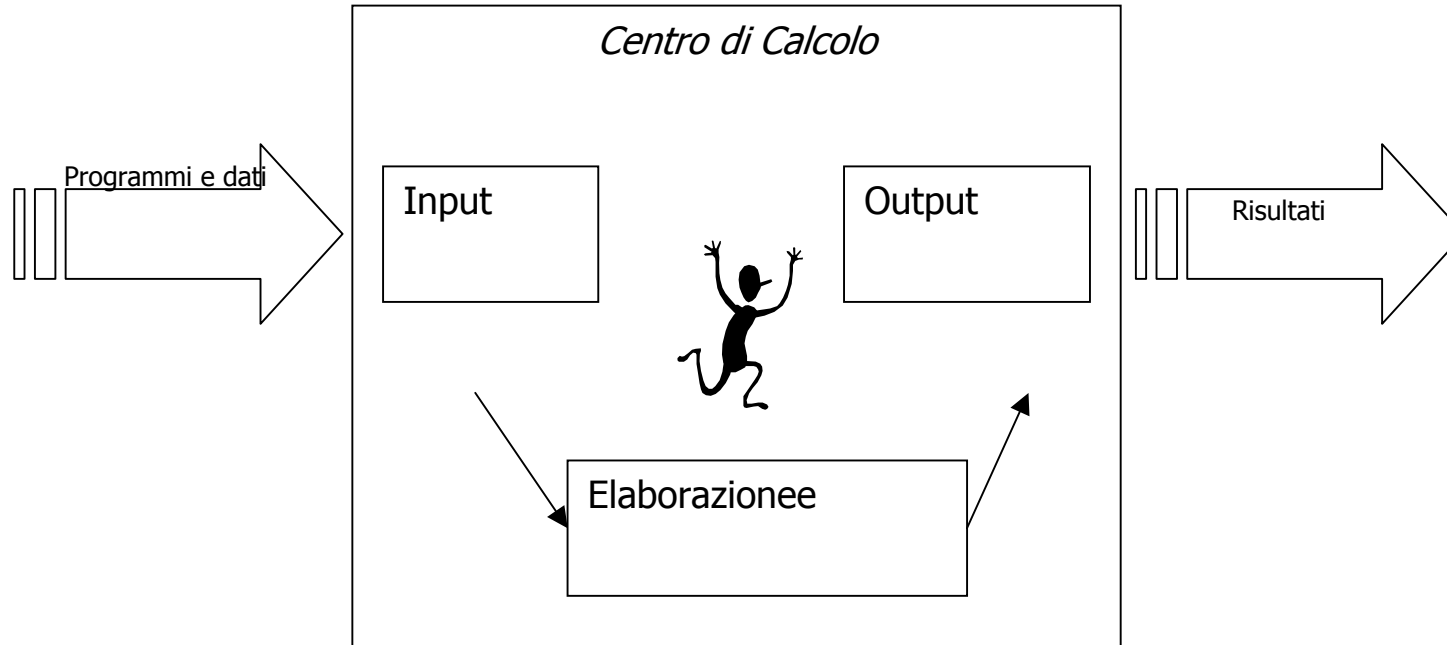 Centro di Calcolo
Programmi e dati
Input
Output
Risultati
Elaborazionee